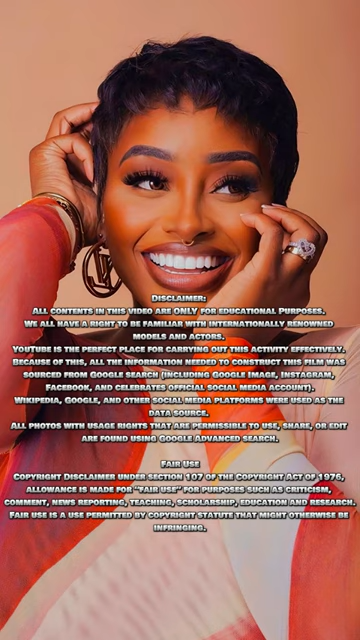 Disclaimer:
All contents in this video are ONLY for educational Purposes.
We all have a right to be familiar with internationally renowned
models and actors.
YouTube is the perfect place for carrying out this activity effectively.
Because of this, all the information needed to construct this film was
sourced from Google search (including Google Image, Instagram,
Facebook, and celebrates official social media account).
Wikipedia, Google, and other social media platforms were used as the
data source.
All photos with usage rights that are permissible to use, share, or edit
are found using Google Advanced search.
Fair Use
Copyright Disclaimer under section 107 of the Copyright Act of 1976,
allowance is made for “fair use” for purposes such as criticism,
comment, news reporting, teaching, scholarship, education and research.
Fair use is a use permitted by copyright statute that might otherwise be
infringing.